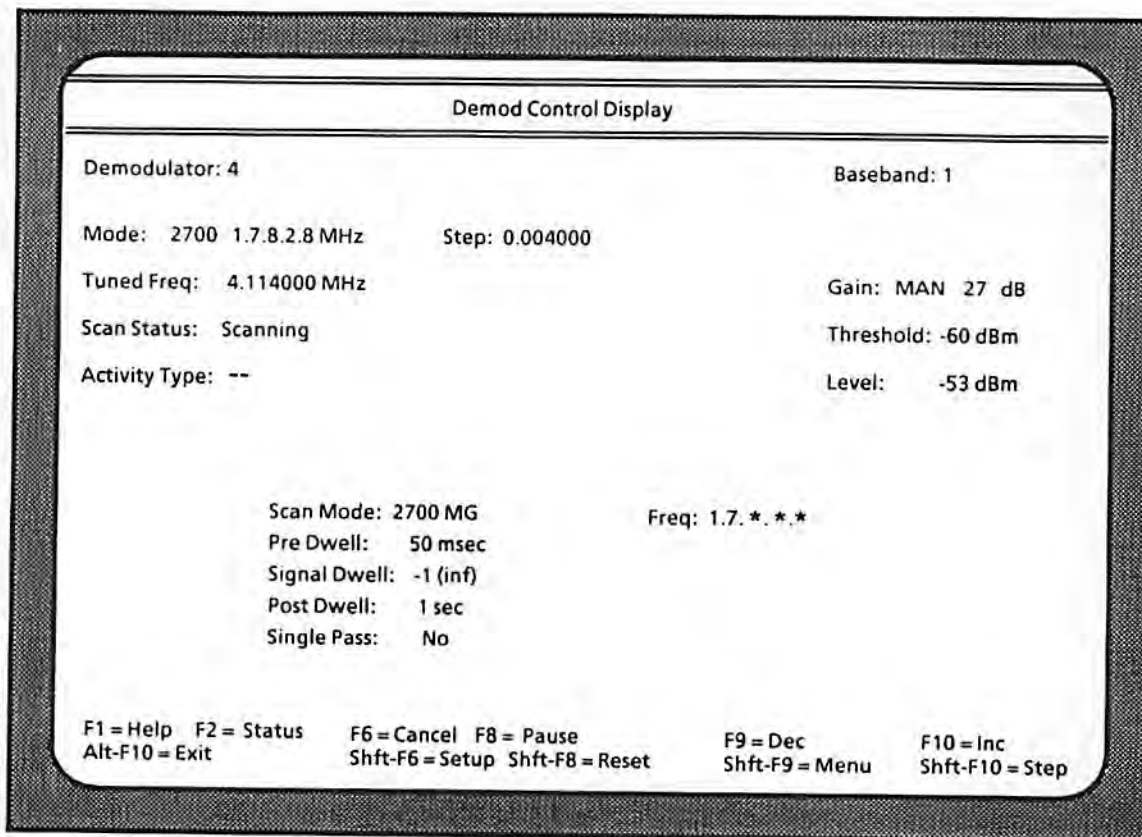 Demod Control Display
Demodulator: 4 Baseband: 1
Mode: 2700 1.7.8.2.8 MHz Step: 0.004000
Tuned Freq: 4.114000 MHz Gain: MAN 27 dB
Scan Status: Scanning Threshold: -60 dBm
Activity Type: -- Level: -53 dBm
Scan Mode: 2700 MG Freq: 1.7. *. *.*
Pre Dwell: 50 msec
Signal Dwell: -1 (inf)
Post Dwell: 1 sec
Single Pass: No
F1 = Help F2 = Status F6 = Cancel F8 = Pause F9 = Dec F10 = Inc
Alt-F10 = Exit Shft-F6 = Setup Shft-F8 = Reset Shft-F9 = Menu Shft-F10 = Step